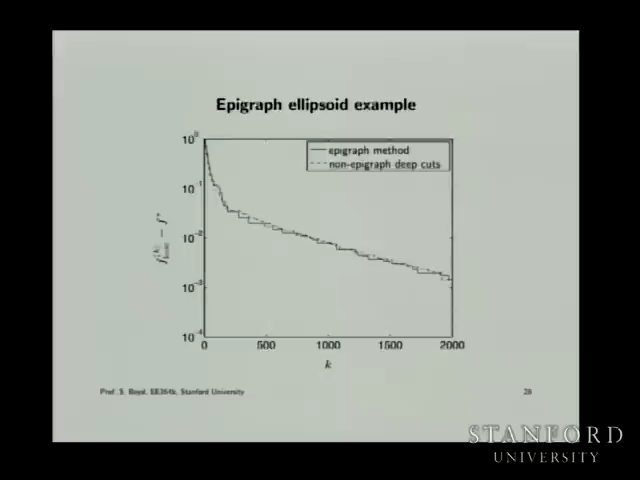 Epigraph ellipsoid example
10^0
10^-1
10^-2
10^-3
10^-4
epigraph method
non-epigraph deep cuts
f_best^(k) − f*
0 500 1000 1500 2000
k
Prof. S. Boyd, EE364b, Stanford University
28
STANFORD
UNIVERSITY